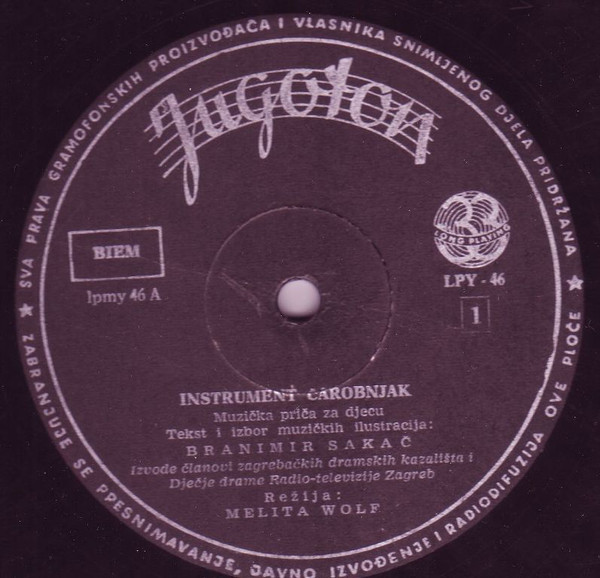 SVA PRAVA GRAMOFONSKIH PROIZVOĐAČA I VLASNIKA SNIMLJENOG DJELA PRIDRŽANA ★
ZABRANJUJE SE PRESNIMAVANJE, JAVNO IZVOĐENJE I RADIODIFUZIJA OVE PLOČE ★
Jugoton
BIEM
lpmy 46 A
LONG PLAYING
LPY - 46
1
INSTRUMENT ČAROBNJAK
Muzička priča za djecu
Tekst i izbor muzičkih ilustracija:
BRANIMIR SAKAČ
Izvode članovi zagrebačkih dramskih kazališta i
Dječje drame Radio-televizije Zagreb
Režija:
MELITA WOLF